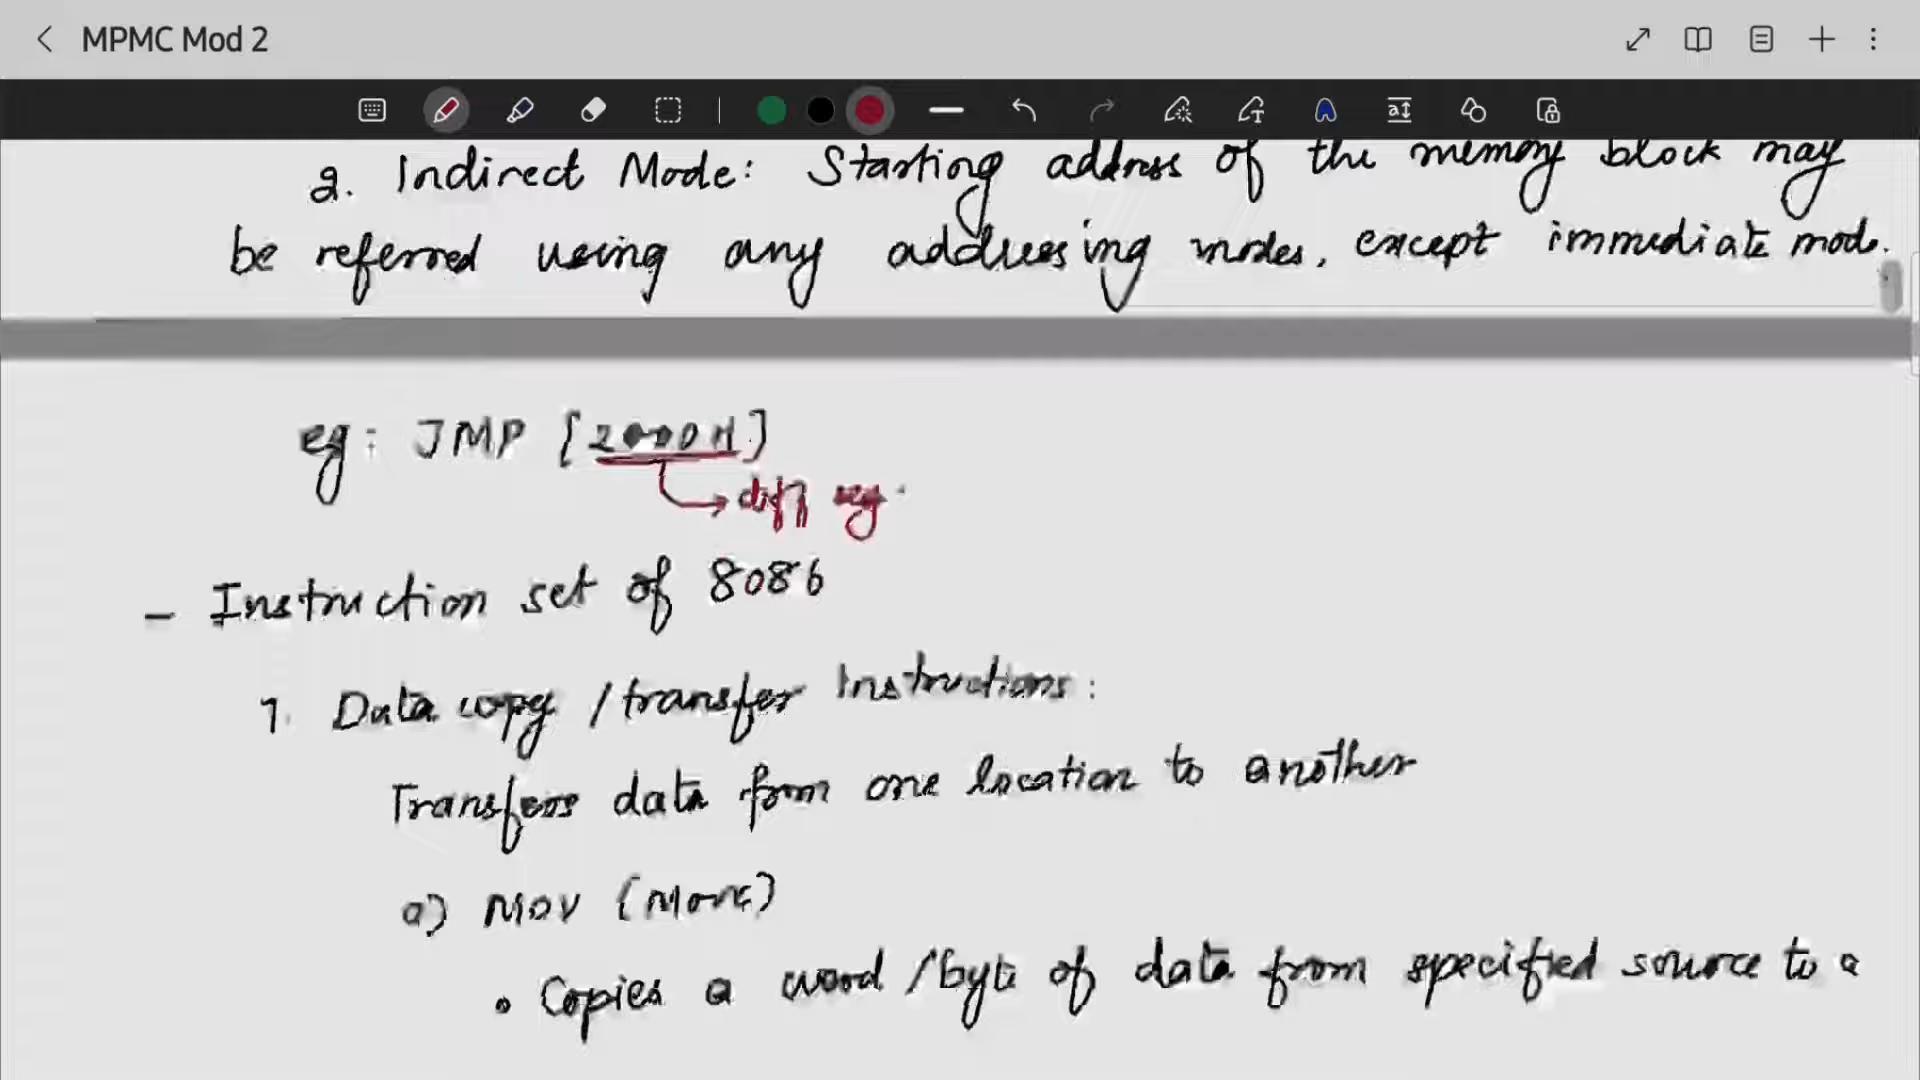 MPMC Mod 2
2. Indirect Mode: Starting address of the memory block may
be referred using any addressing modes, except immediate mode.
eg: JMP [2000H]
diff seg.
- Instruction set of 8086
1. Data copy /transfer Instructions:
Transfers data from one location to another
a) MOV (Move)
• Copies a word /byte of data from specified source to a